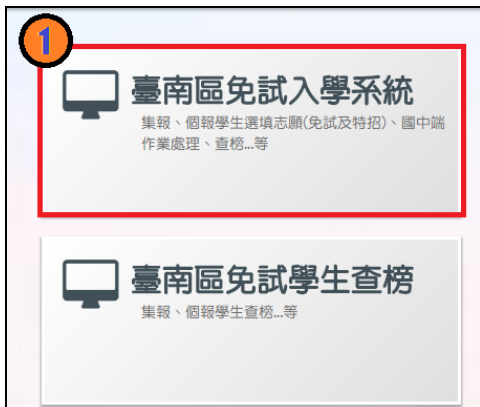 1
臺南區免試入學系統
集報、個報學生選填志願(免試及特招)、國中端
作業處理、查榜...等
臺南區免試學生查榜
集報、個報學生查榜...等